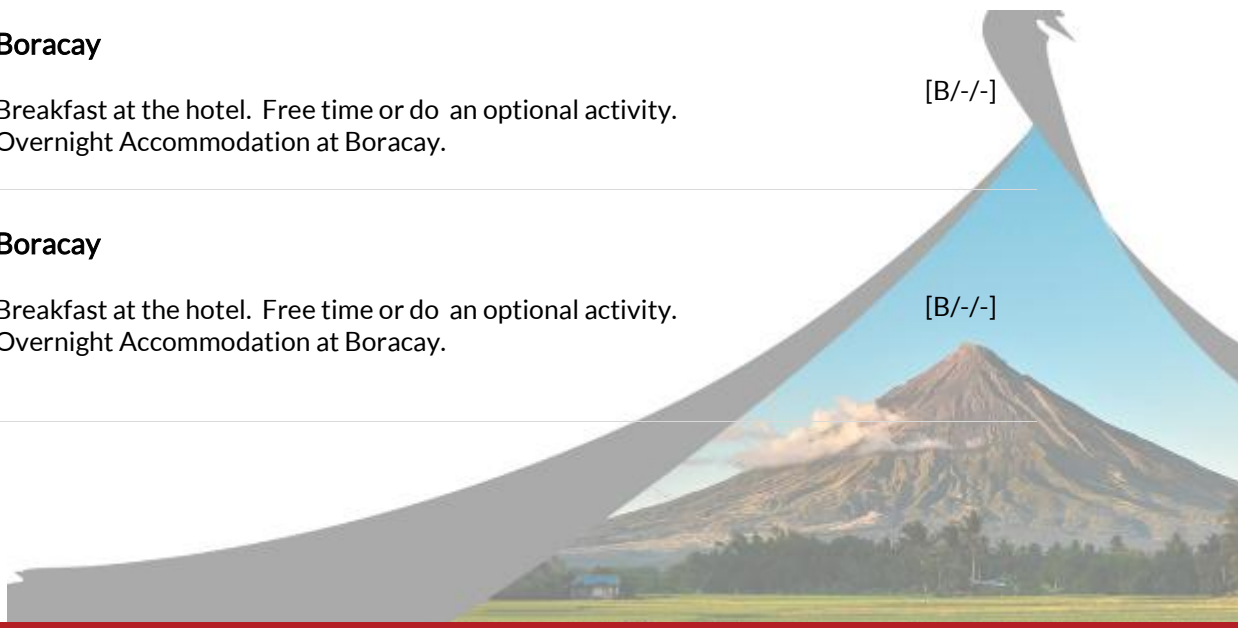 Boracay
[B/-/-]
Breakfast at the hotel.  Free time or do  an optional activity.
Overnight Accommodation at Boracay.
Boracay
[B/-/-]
Breakfast at the hotel.  Free time or do  an optional activity.
Overnight Accommodation at Boracay.